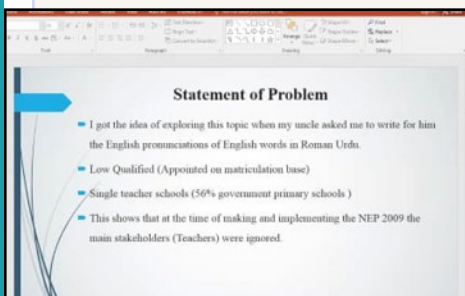 Statement of Problem
I got the idea of exploring this topic when my uncle asked me to write for him
the English pronunciations of English words in Roman Urdu.
Low Qualified (Appointed on matriculation base)
Single teacher schools (56% government primary schools )
This shows that at the time of making and implementing the NEP 2009 the
main stakeholders (Teachers) were ignored.